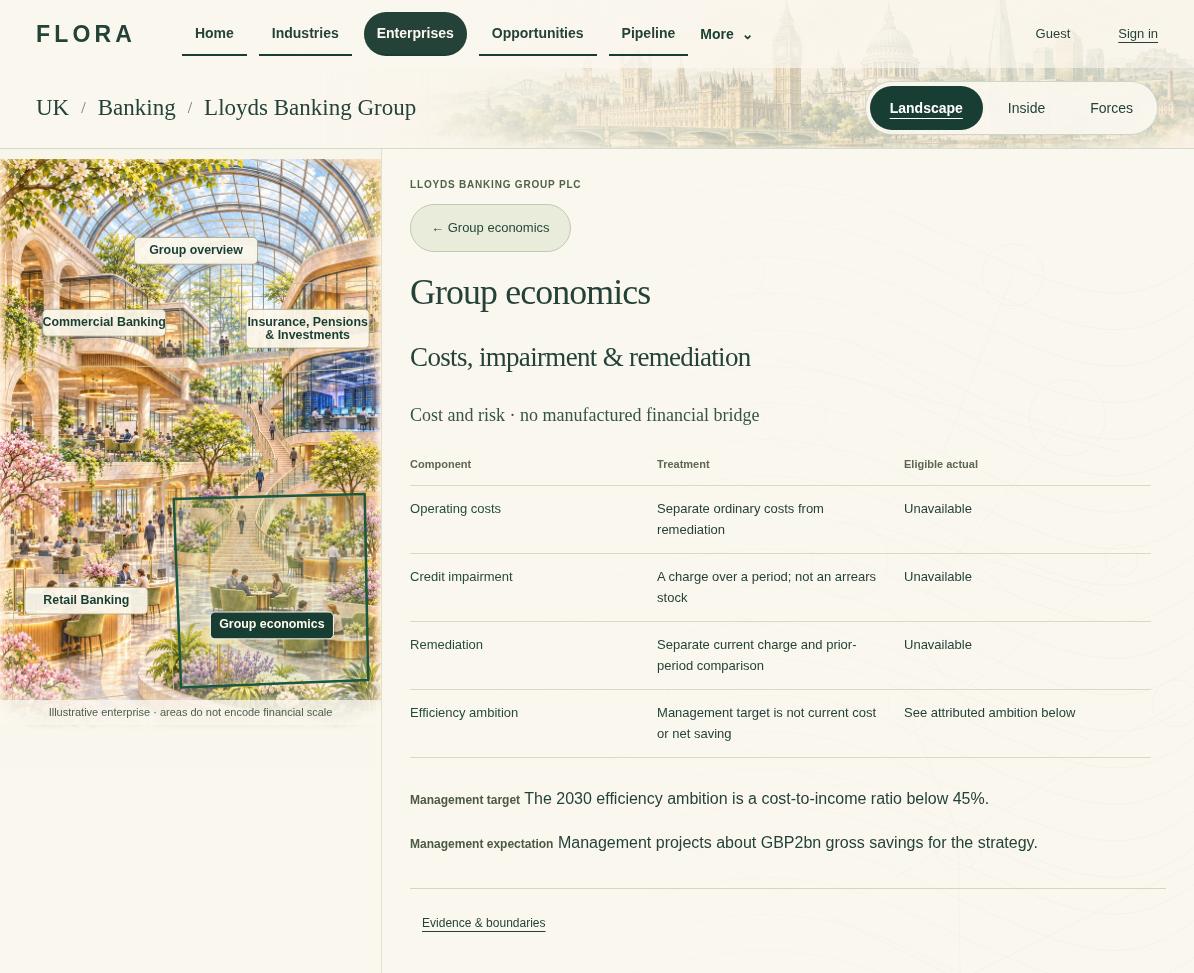 FLORA
Home
Industries
Enterprises
Opportunities
Pipeline
More ⌄
Guest
Sign in
UK / Banking / Lloyds Banking Group
Landscape
Inside
Forces
Group overview
Commercial Banking
Insurance, Pensions
& Investments
Retail Banking
Group economics
Illustrative enterprise · areas do not encode financial scale
LLOYDS BANKING GROUP PLC
← Group economics
Group economics
Costs, impairment & remediation
Cost and risk · no manufactured financial bridge
Component Treatment Eligible actual
Operating costs Separate ordinary costs from Unavailable
remediation
Credit impairment A charge over a period; not an arrears Unavailable
stock
Remediation Separate current charge and prior- Unavailable
period comparison
Efficiency ambition Management target is not current cost See attributed ambition below
or net saving
Management target The 2030 efficiency ambition is a cost-to-income ratio below 45%.
Management expectation Management projects about GBP2bn gross savings for the strategy.
Evidence & boundaries